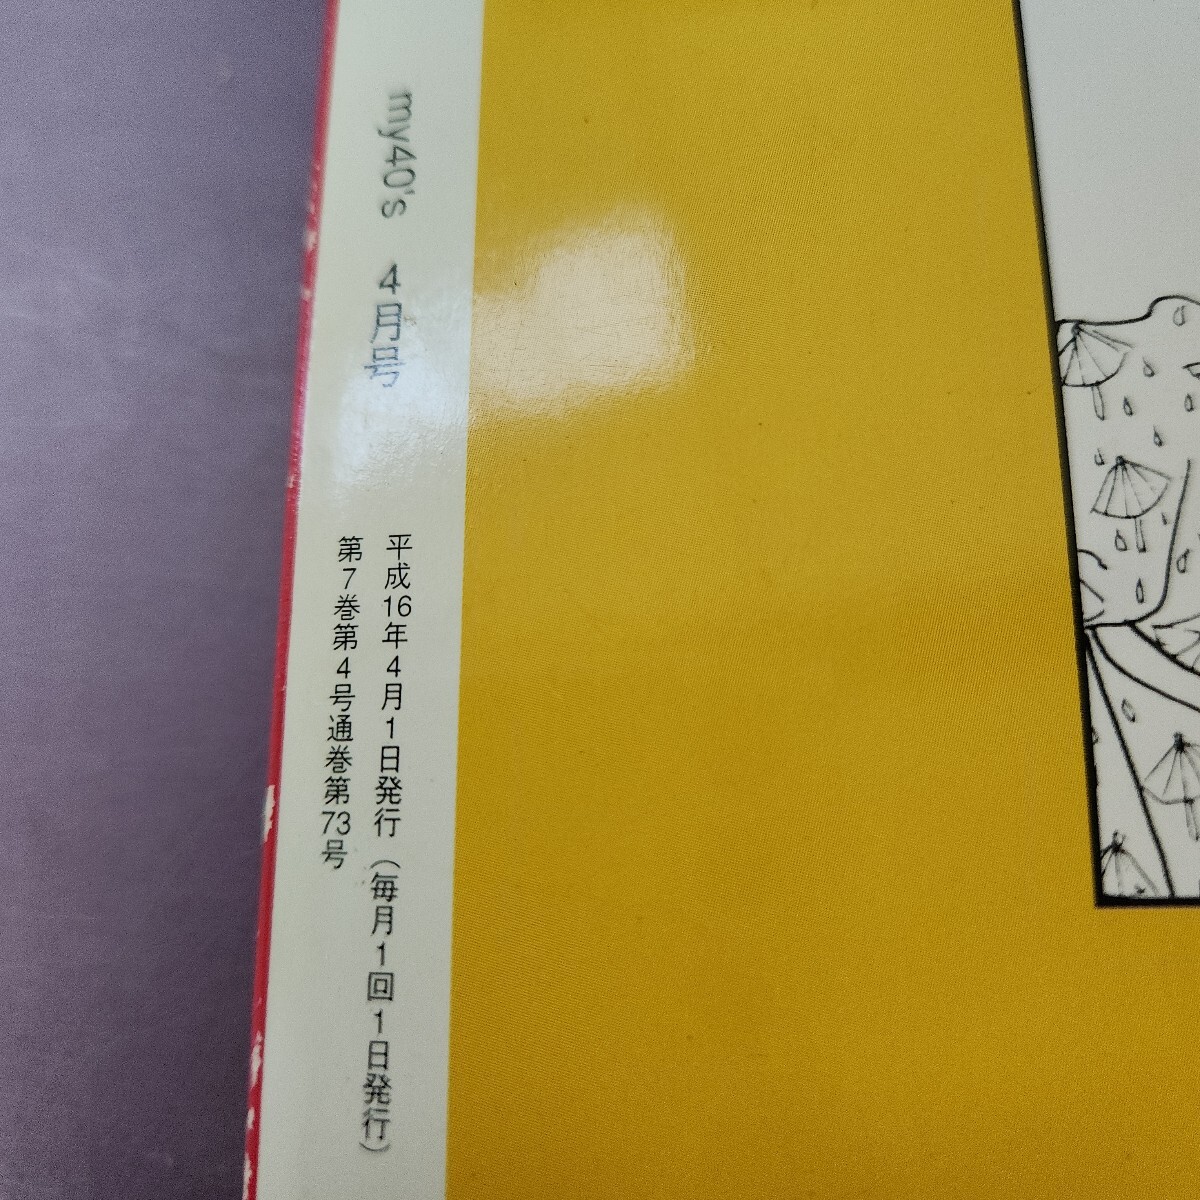 my40's 4月号
平成16年4月1日発行（毎月1回1日発行）
第7巻第4号通巻第73号